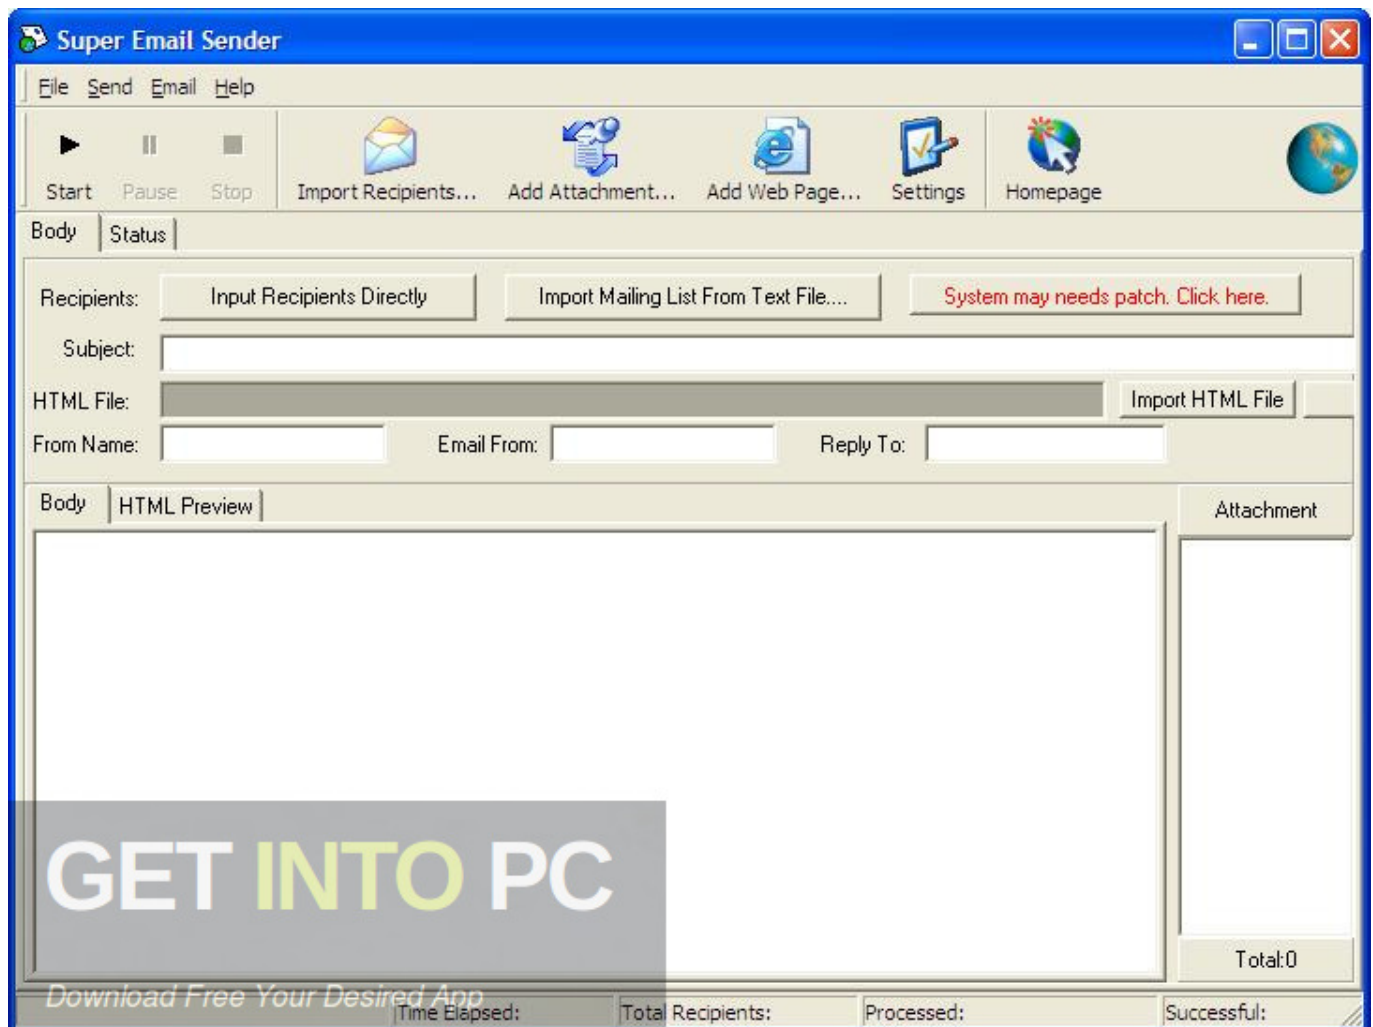 Super Email Sender
File Send Email Help
Start Pause Stop Import Recipients... Add Attachment... Add Web Page... Settings Homepage
Body Status
Recipients: Input Recipients Directly Import Mailing List From Text File.... System may needs patch. Click here.
Subject:
HTML File: Import HTML File
From Name: Email From: Reply To:
Body HTML Preview Attachment
GET INTO PC
Total:0
Download Free Your Desired App
Time Elapsed: Total Recipients: Processed: Successful: